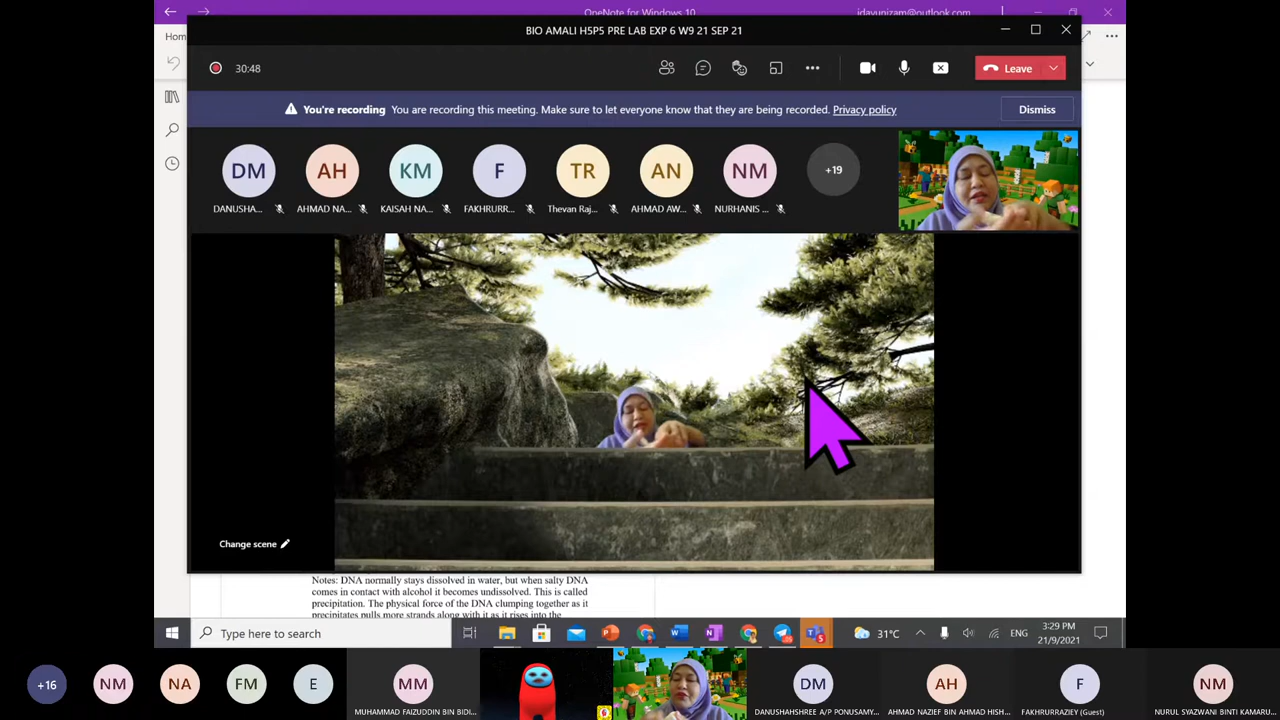 OneNote for Windows 10
idayunizam@outlook.com
BIO AMALI H5P5 PRE LAB EXP 6 W9 21 SEP 21
Hom
30:48
Leave
You're recording You are recording this meeting. Make sure to let everyone know that they are being recorded. Privacy policy
Dismiss
DM AH KM F TR AN NM +19
DANUSHA... AHMAD NA... KAISAH NA... FAKHRURR... Thevan Raj... AHMAD AW... NURHANIS ...
Change scene
Notes: DNA normally stays dissolved in water, but when salty DNA
comes in contact with alcohol it becomes undissolved. This is called
precipitation. The physical force of the DNA clumping together as it
precipitates pulls more strands along with it as it rises into the
Type here to search
31°C
ENG
3:29 PM
21/9/2021
+16 NM NA FM E MM DM AH F NM
MUHAMMAD FAIZUDDIN BIN BIDI... DANUSHAHSHREE A/P PONUSAMY... AHMAD NAZIEF BIN AHMAD HISH... FAKHRURRAZIEY (Guest) NURUL SYAZWANI BINTI KAMARU...